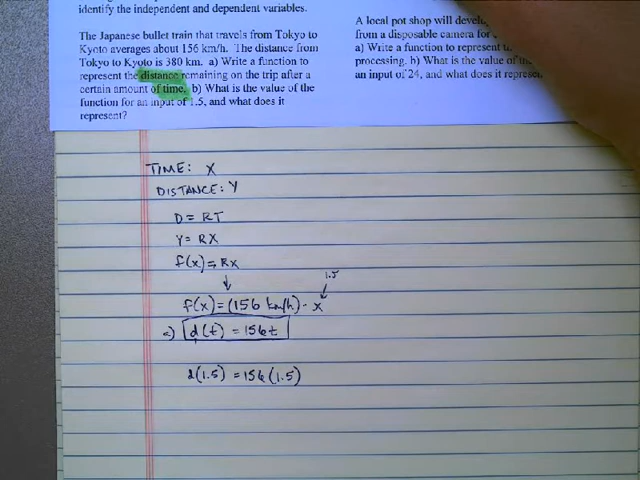 identify the independent and dependent variables.
The Japanese bullet train that travels from Tokyo to
Kyoto averages about 156 km/h. The distance from
Tokyo to Kyoto is 380 km. a) Write a function to
represent the distance remaining on the trip after a
certain amount of time. b) What is the value of the
function for an input of 1.5, and what does it
represent?
A local pot shop will
from a disposable camera for
a) Write a function to represent
processing. b) What is the value of
an input of 24, and what does it
TIME: X
DISTANCE: Y
D = RT
Y = RX
f(x) = RX
↓
1.5
f(x) = (156 km/h) · x
d(t) = 156t
d(1.5) = 156(1.5)